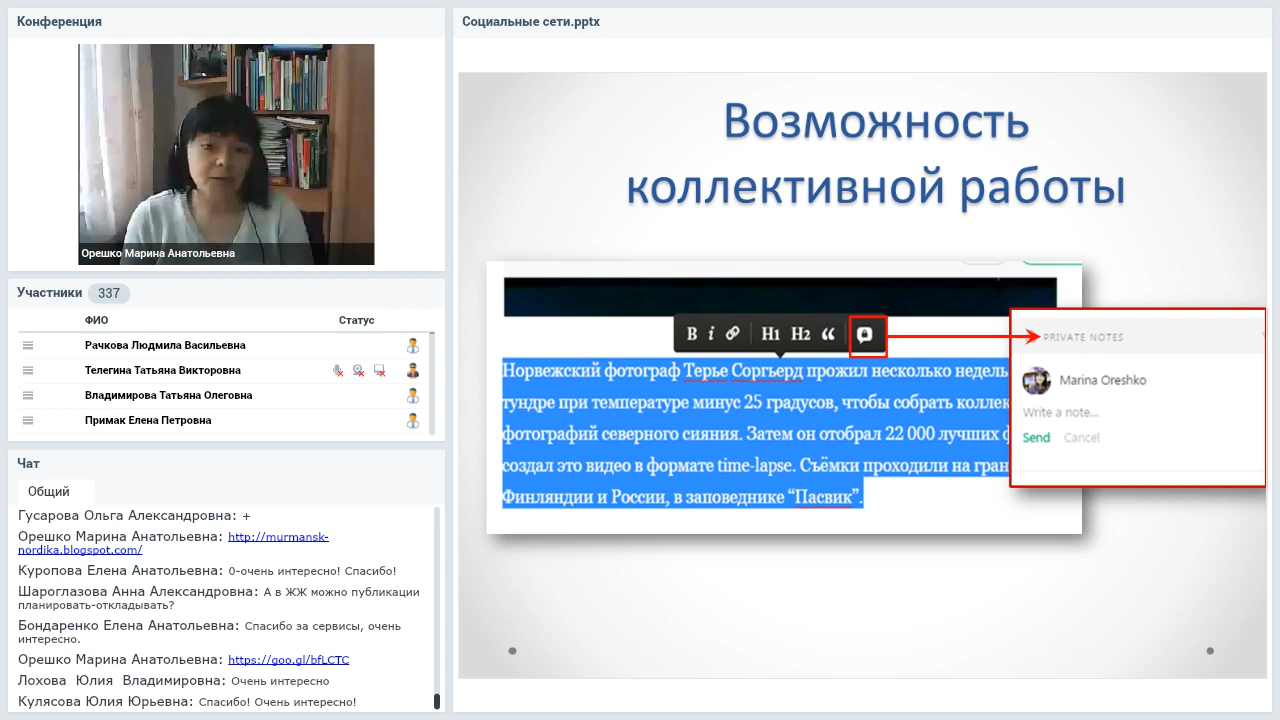 Конференция
Орешко Марина Анатольевна
Участники 337
ФИО Статус
Рачкова Людмила Васильевна
Телегина Татьяна Викторовна
Владимирова Татьяна Олеговна
Примак Елена Петровна
Чат
Общий
Гусарова Ольга Александровна: +
Орешко Марина Анатольевна: http://murmansk-
nordika.blogspot.com/
Куропова Елена Анатольевна: 0-очень интересно! Спасибо!
Шароглазова Анна Александровна: А в ЖЖ можно публикации
планировать-откладывать?
Бондаренко Елена Анатольевна: Спасибо за сервисы, очень
интересно.
Орешко Марина Анатольевна: https://goo.gl/bfLCTC
Лохова Юлия Владимировна: Очень интересно
Кулясова Юлия Юрьевна: Спасибо! Очень интересно!
Социальные сети.pptx
Возможность
коллективной работы
B i H1 H2 “
Норвежский фотограф Терье Соргьерд прожил несколько недель
тундре при температуре минус 25 градусов, чтобы собрать коллек
фотографий северного сияния. Затем он отобрал 22 000 лучших
создал это видео в формате time-lapse. Съёмки проходили на гран
Финляндии и России, в заповеднике “Пасвик”.
PRIVATE NOTES
Marina Oreshko
Write a note...
Send Cancel